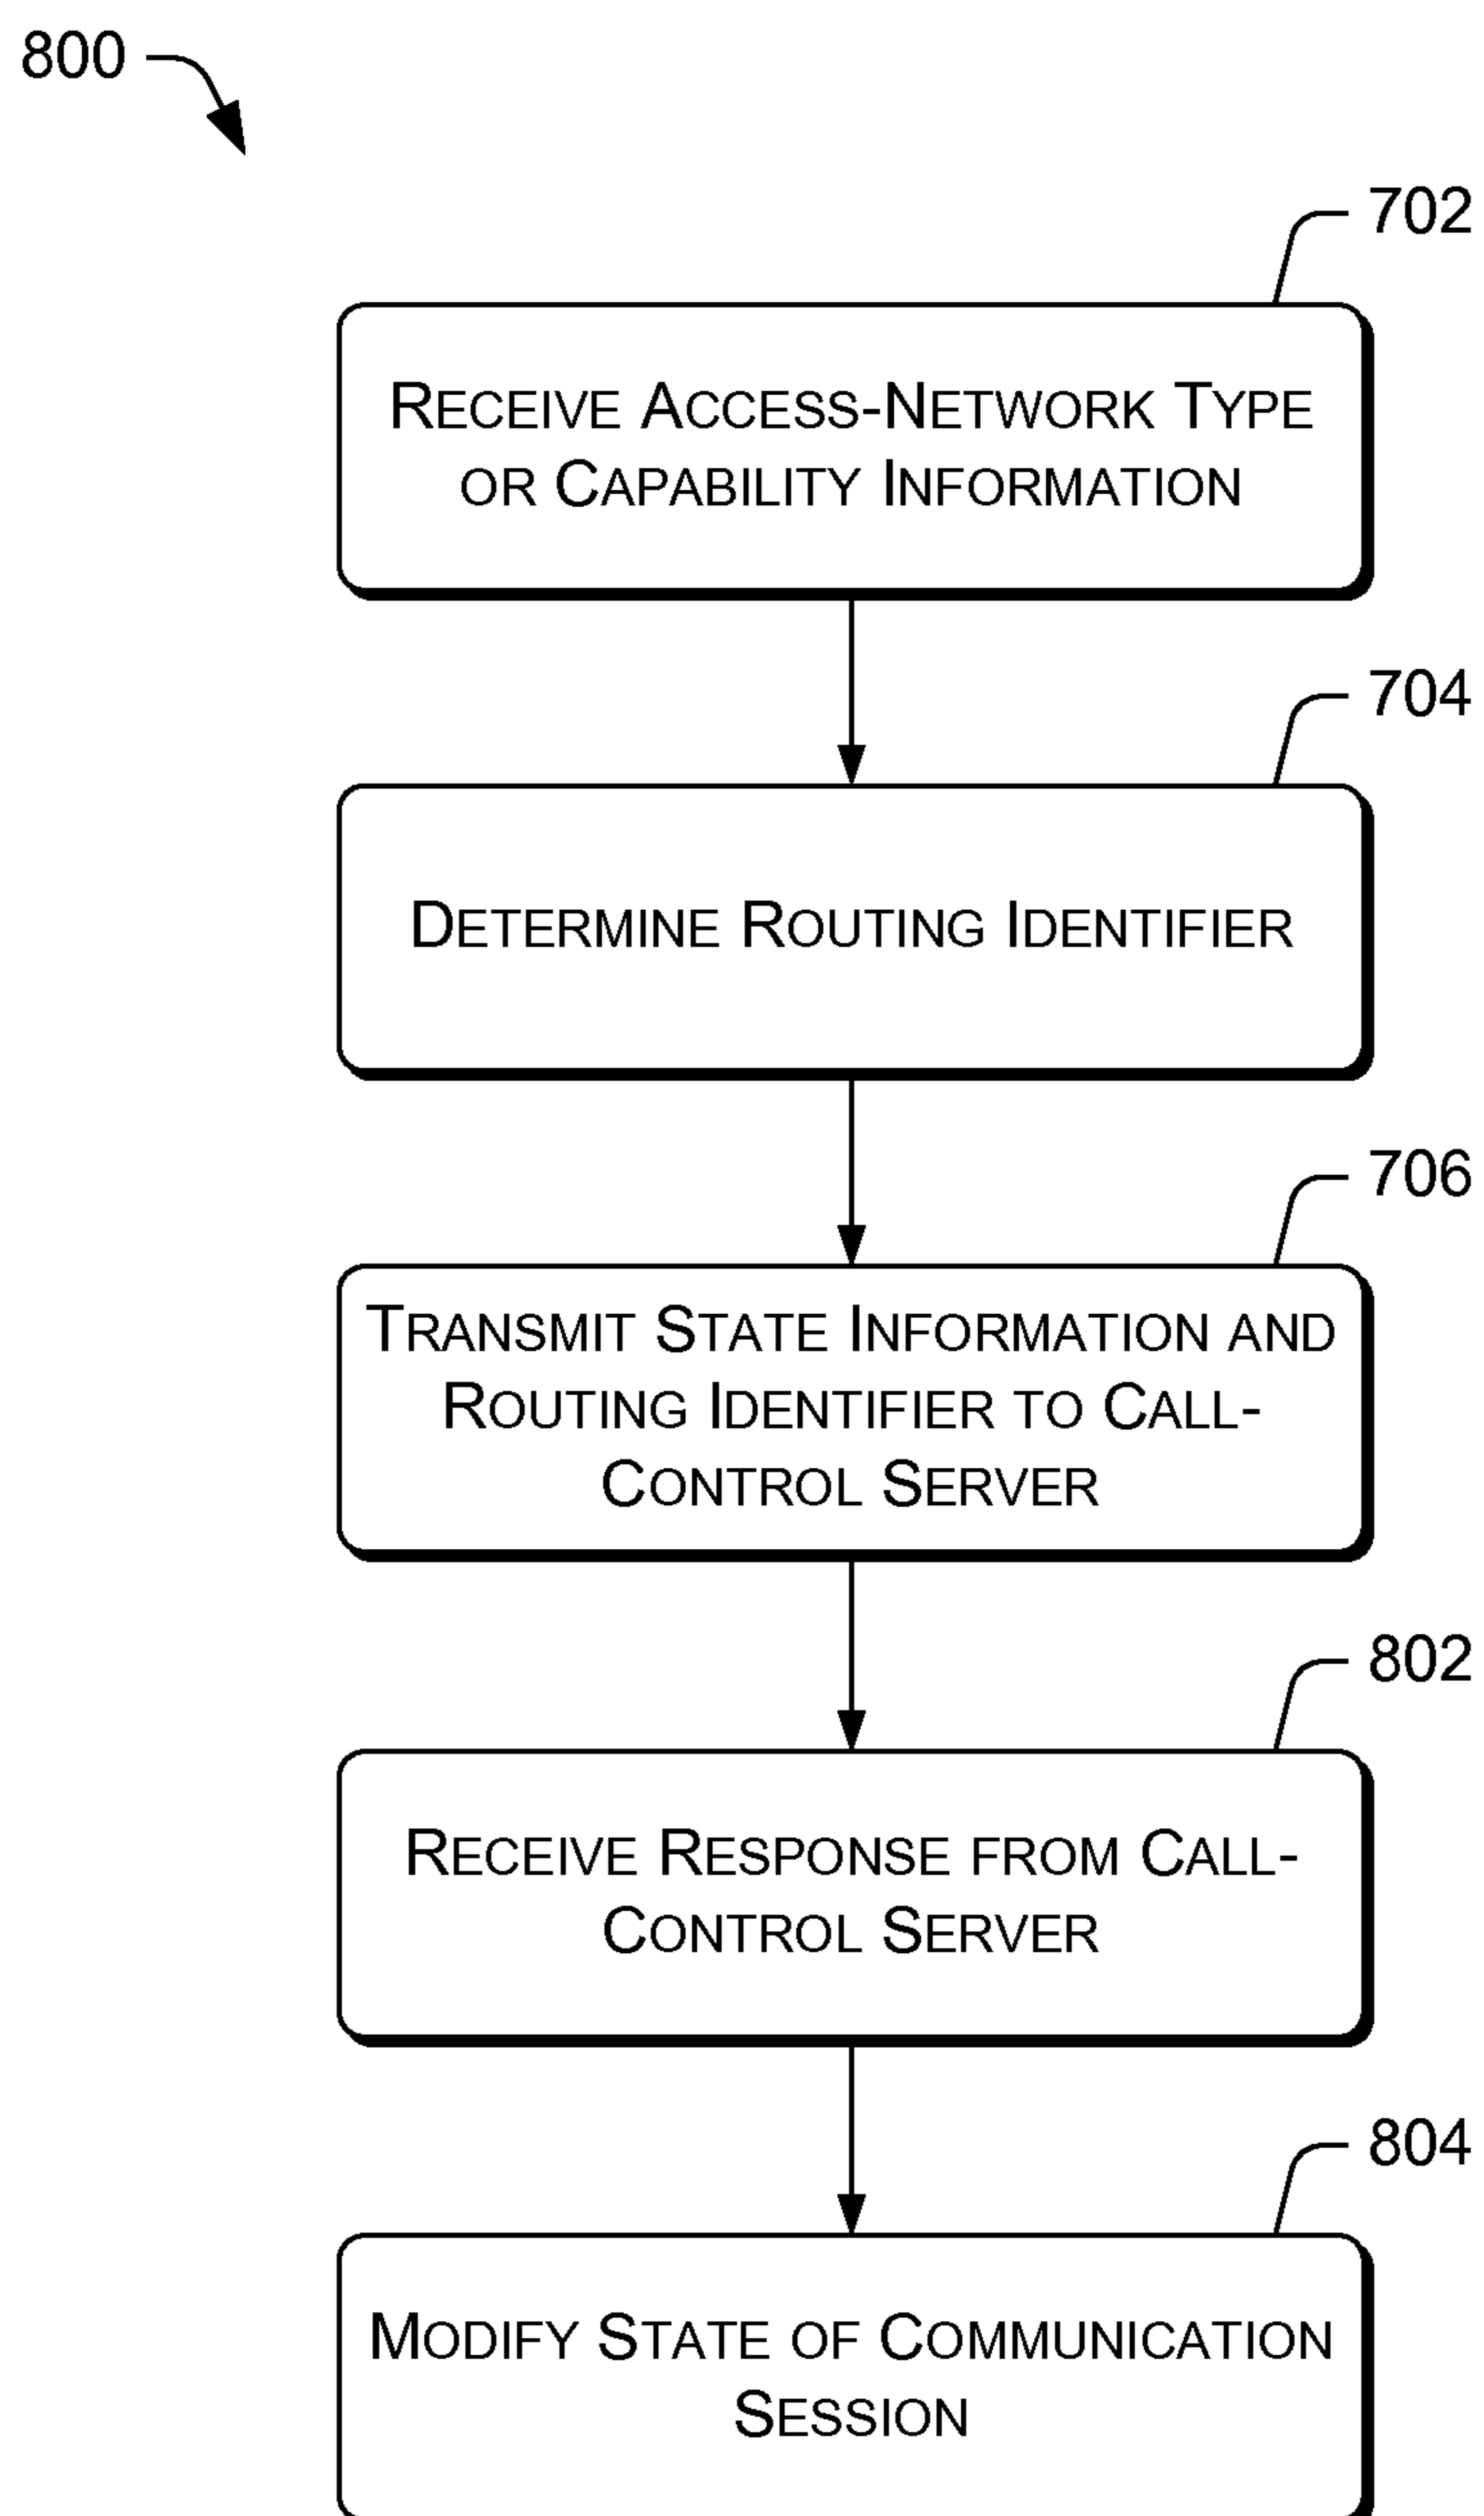 800
702
RECEIVE ACCESS-NETWORK TYPE
OR CAPABILITY INFORMATION
704
DETERMINE ROUTING IDENTIFIER
706
TRANSMIT STATE INFORMATION AND
ROUTING IDENTIFIER TO CALL-
CONTROL SERVER
802
RECEIVE RESPONSE FROM CALL-
CONTROL SERVER
804
MODIFY STATE OF COMMUNICATION
SESSION